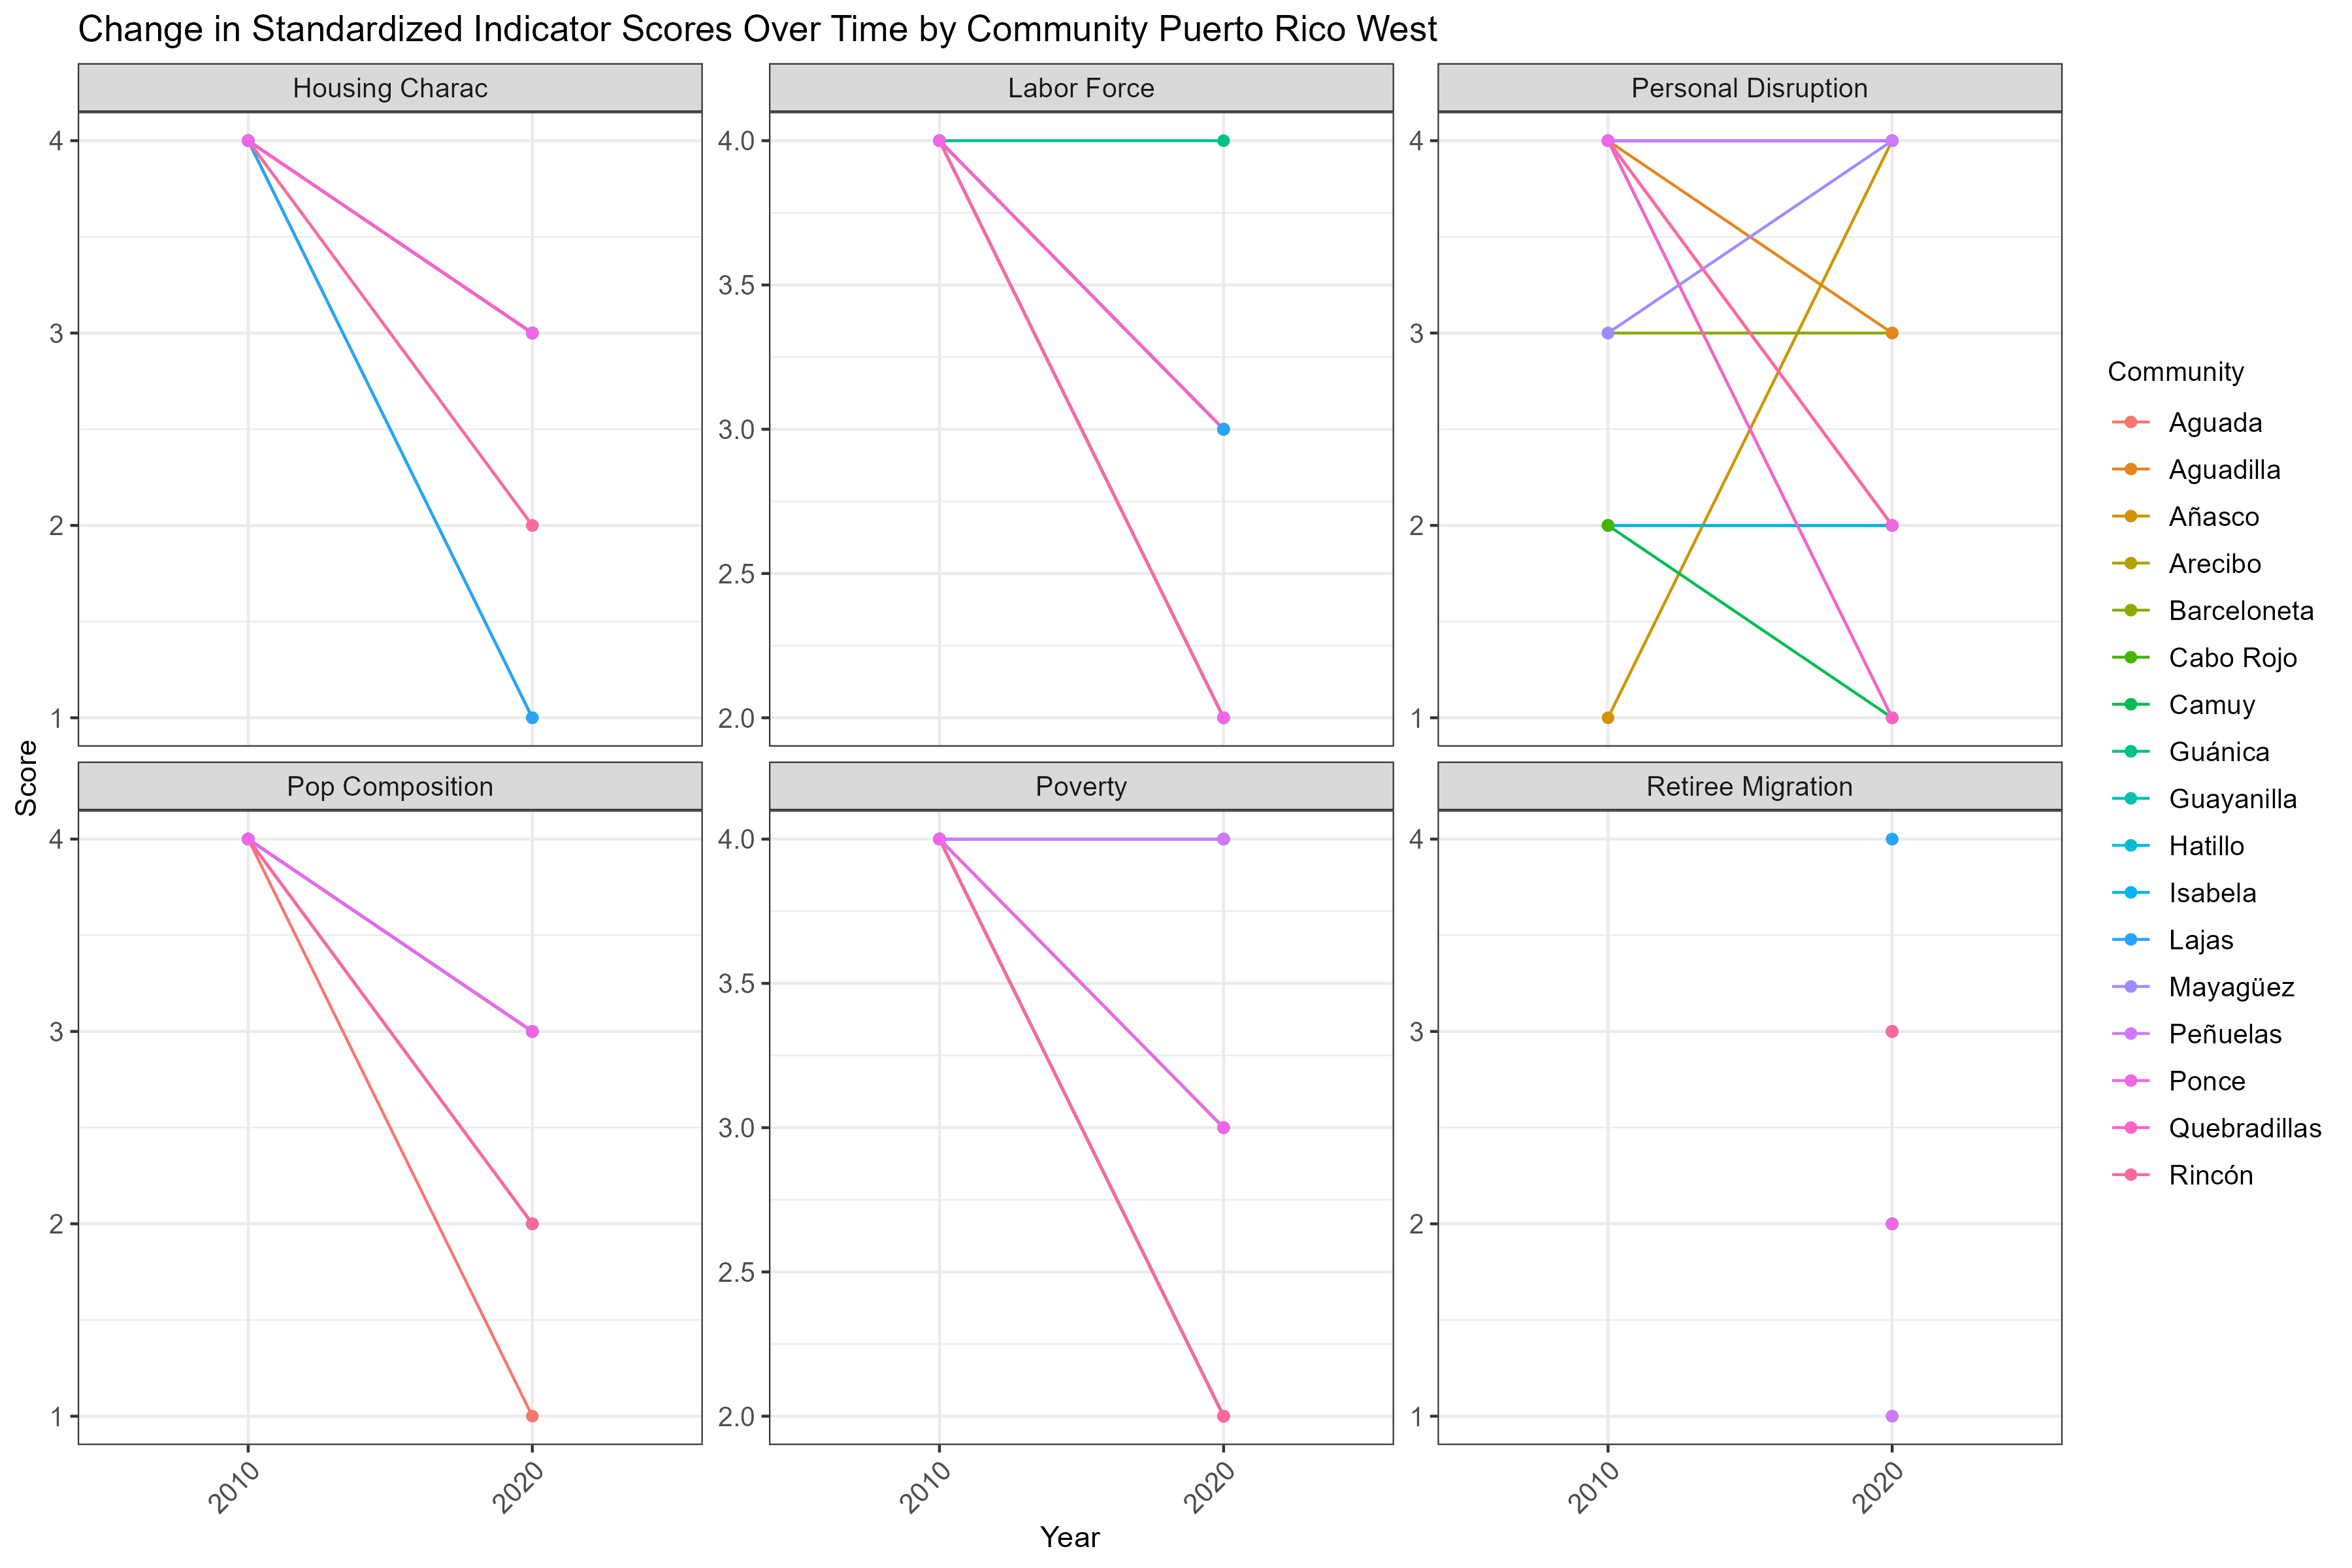 Change in Standardized Indicator Scores Over Time by Community Puerto Rico West
Housing Charac
Labor Force
Personal Disruption
4
3
2
1
4.0
3.5
3.0
2.5
2.0
4
3
2
1
Score
Pop Composition
Poverty
Retiree Migration
4
3
2
1
4.0
3.5
3.0
2.5
2.0
4
3
2
1
2010
2020
2010
2020
2010
2020
Year
Community
Aguada
Aguadilla
Añasco
Arecibo
Barceloneta
Cabo Rojo
Camuy
Guánica
Guayanilla
Hatillo
Isabela
Lajas
Mayagüez
Peñuelas
Ponce
Quebradillas
Rincón